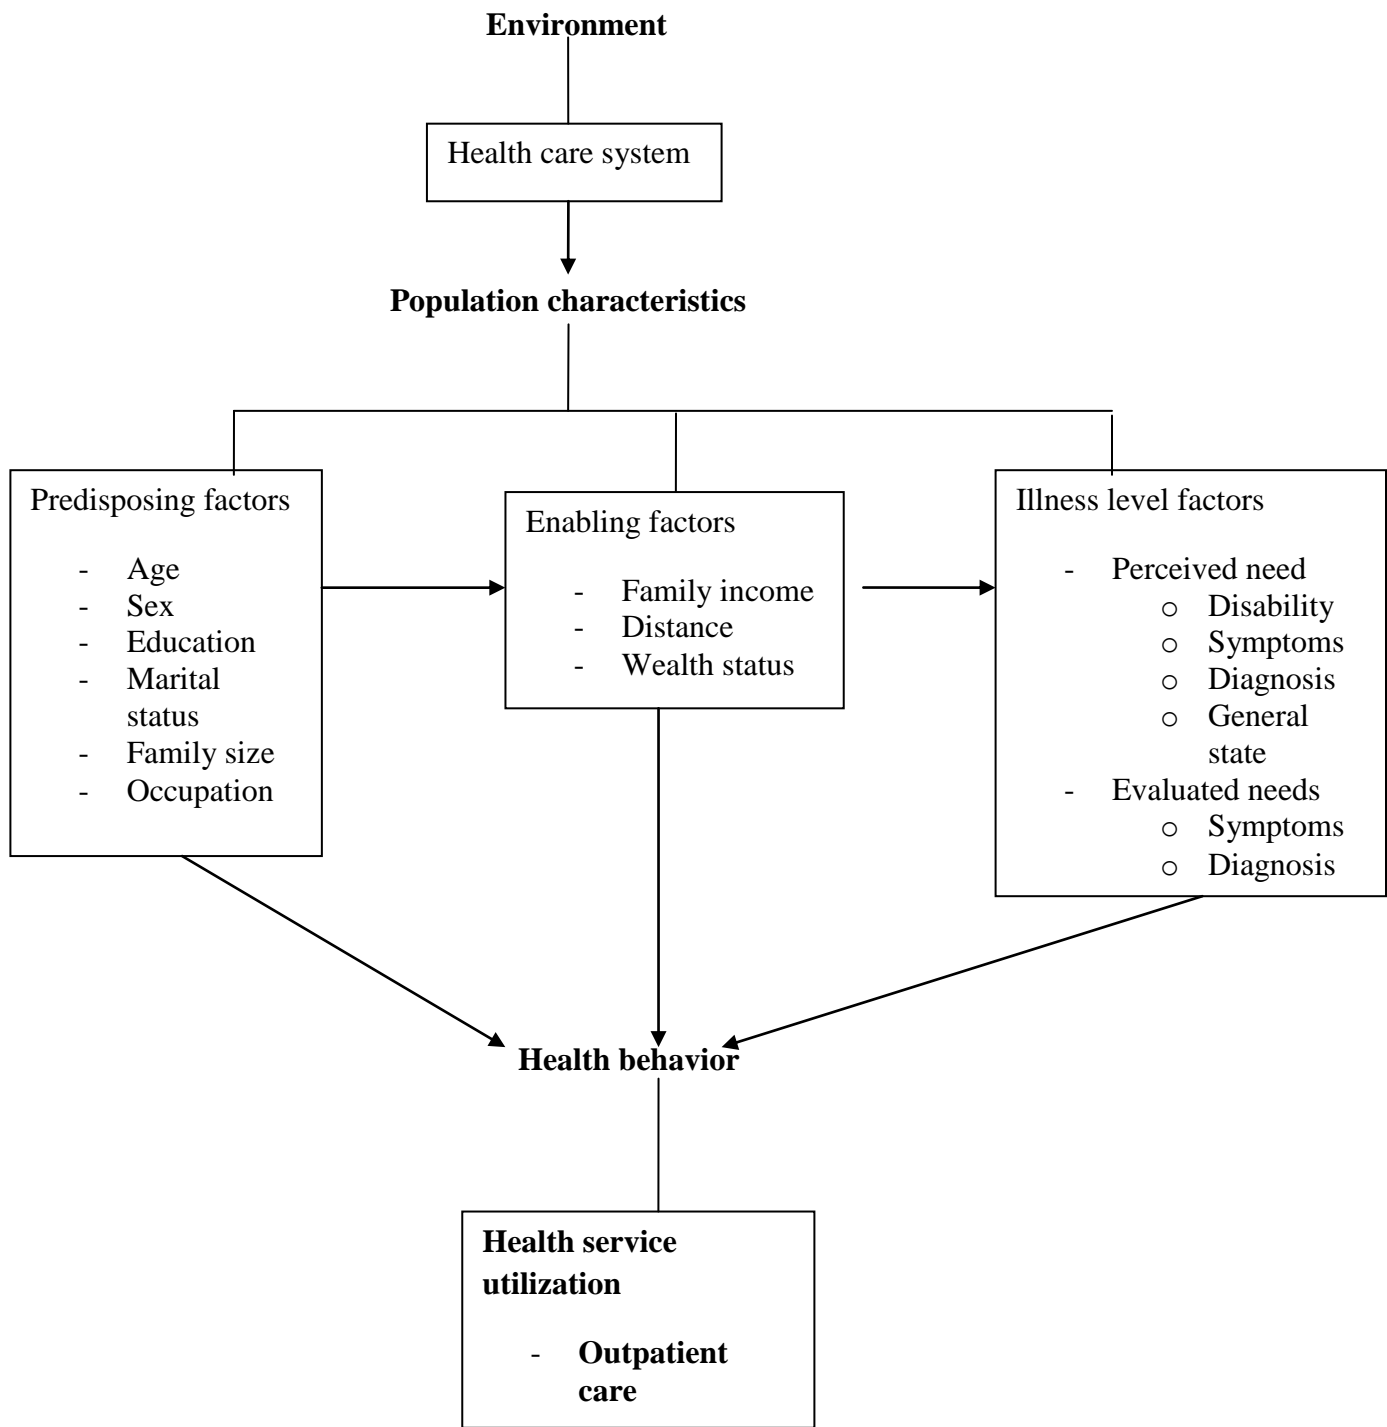 Environment
Health care system
Population characteristics
Predisposing factors
- Age
- Sex
- Education
- Marital
status
- Family size
- Occupation
Enabling factors
- Family income
- Distance
- Wealth status
Illness level factors
- Perceived need
o Disability
o Symptoms
o Diagnosis
o General
state
- Evaluated needs
o Symptoms
o Diagnosis
Health behavior
Health service
utilization
- Outpatient
care